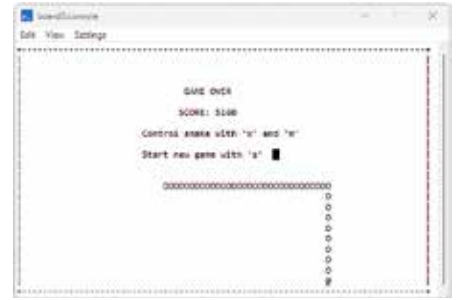 Edit View Settings
GAME OVER
SCORE: 5100
Control snake with 'n' and 'm'
Start new game with 's'